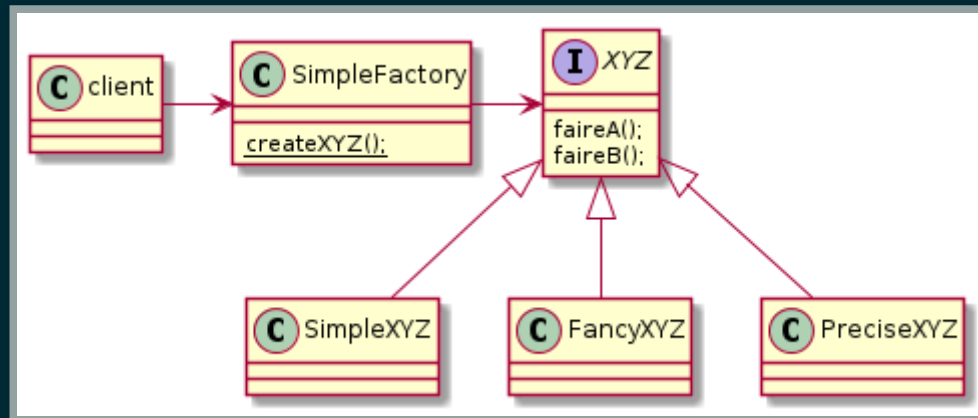 C client
C SimpleFactory
createXYZ();
I XYZ
faireA();
faireB();
C SimpleXYZ
C FancyXYZ
C PreciseXYZ